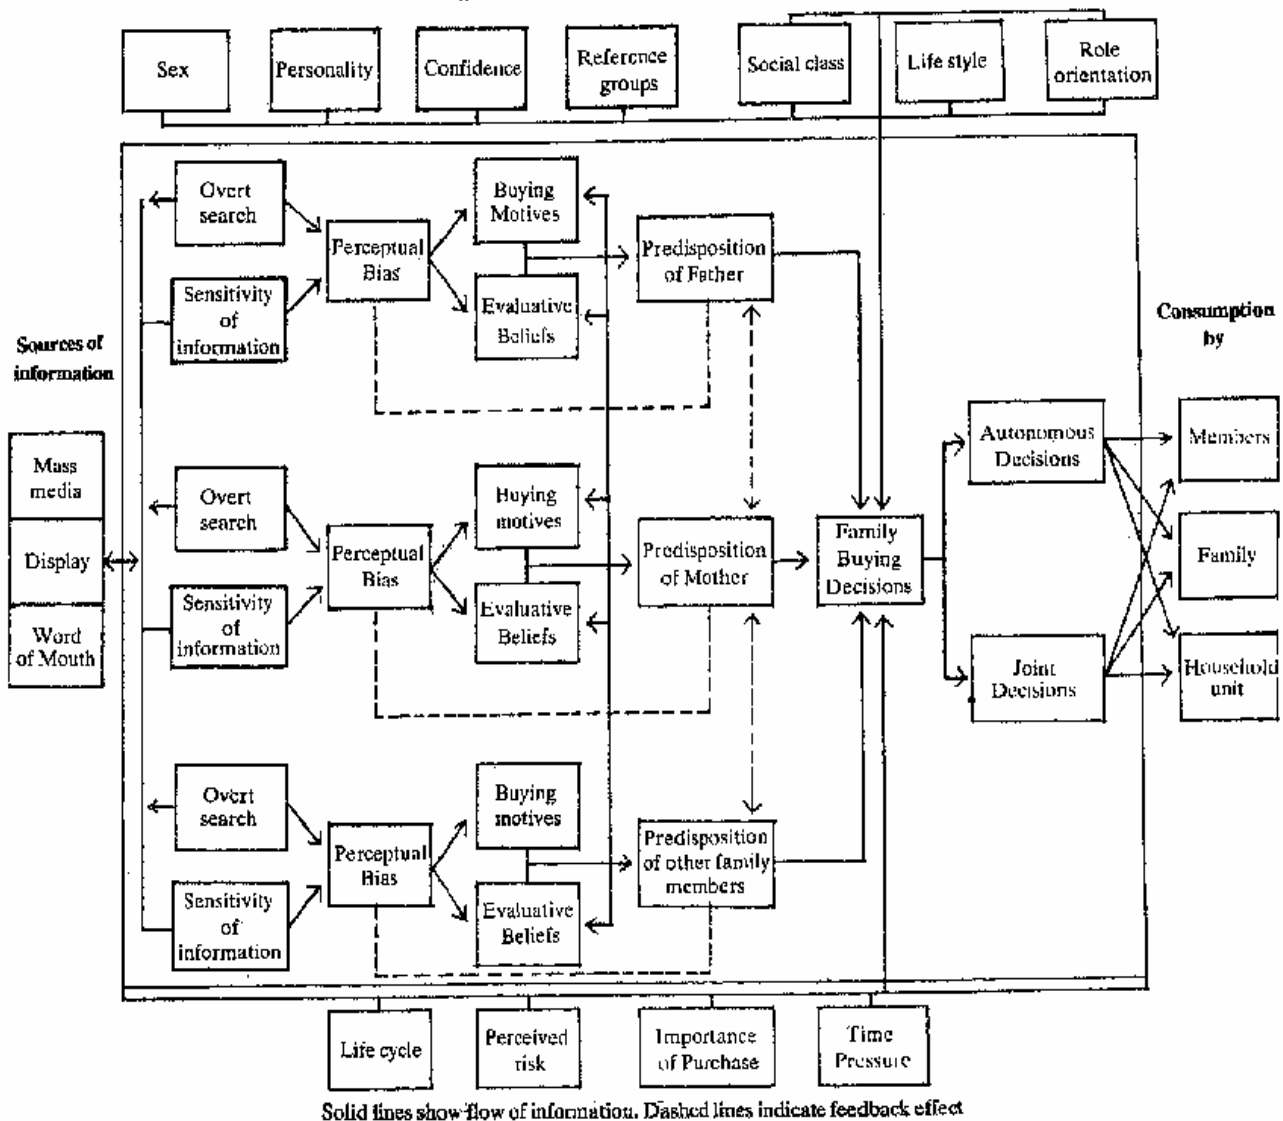 Sex
Personality
Confidence
Reference
groups
Social class
Life style
Role
orientation
Overt
search
Sensitivity
of
information
Perceptual
Bias
Buying
Motives
Evaluative
Beliefs
Predisposition
of Father
Sources of
information
Mass
media
Display
Word
of Mouth
Overt
search
Sensitivity
of
information
Perceptual
Bias
Buying
motives
Evaluative
Beliefs
Predisposition
of Mother
Family
Buying
Decisions
Autonomous
Decisions
Joint
Decisions
Consumption
by
Members
Family
Household
unit
Overt
search
Sensitivity
of
information
Perceptual
Bias
Buying
motives
Evaluative
Beliefs
Predisposition
of other family
members
Life cycle
Perceived
risk
Importance
of Purchase
Time
Pressure
Solid lines show flow of information. Dashed lines indicate feedback effect